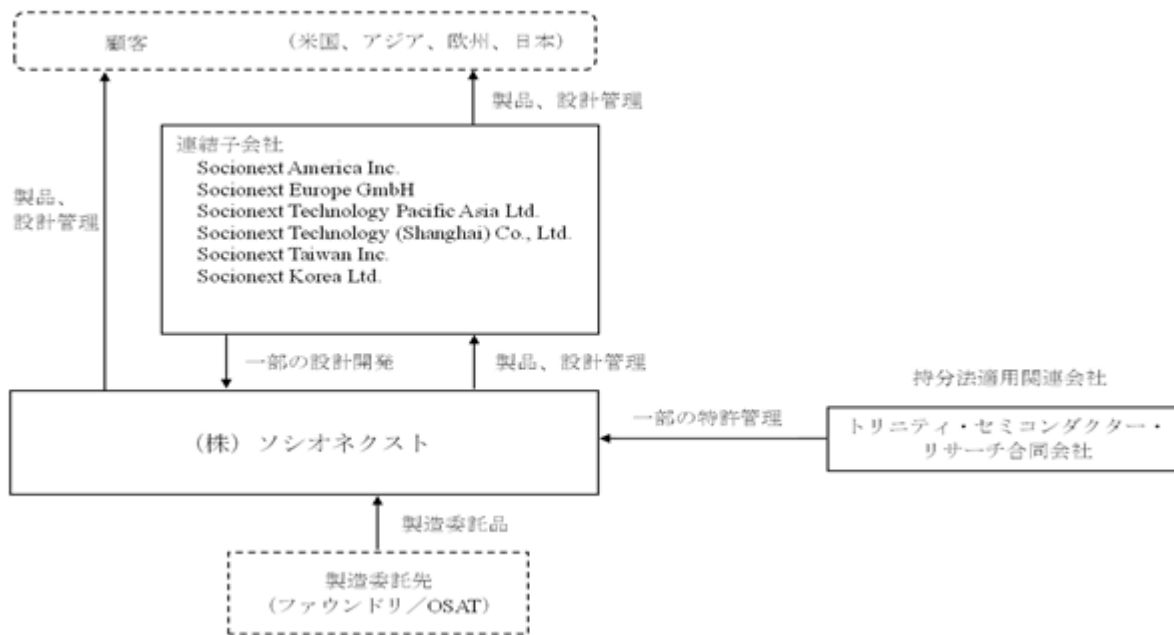 顧客　（米国、アジア、欧州、日本）
製品、設計管理
連結子会社
Socionext America Inc.
Socionext Europe GmbH
Socionext Technology Pacific Asia Ltd.
Socionext Technology (Shanghai) Co., Ltd.
Socionext Taiwan Inc.
Socionext Korea Ltd.
製品、
設計管理
一部の設計開発
製品、設計管理
持分法適用関連会社
（株）ソシオネクスト
一部の特許管理
トリニティ・セミコンダクター・
リサーチ合同会社
製造委託品
製造委託先
（ファウンドリ／OSAT）